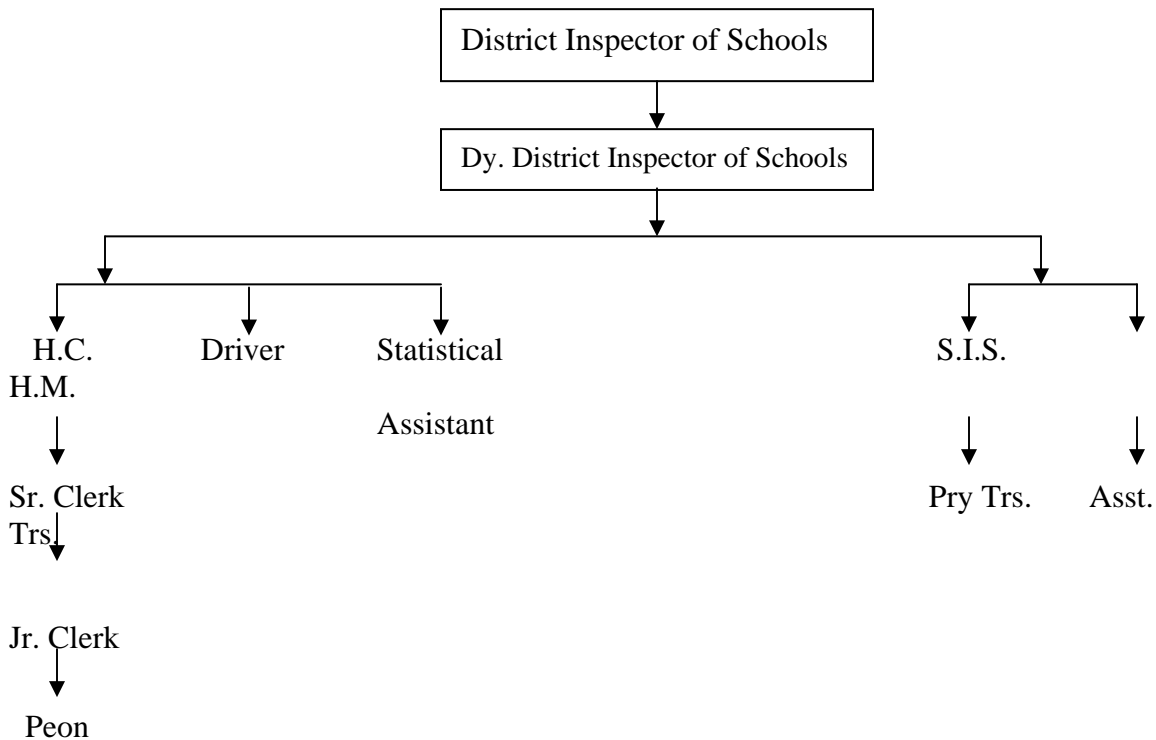 District Inspector of Schools
Dy. District Inspector of Schools
H.C. Driver Statistical S.I.S.
H.M.
Assistant
Sr. Clerk Pry Trs. Asst.
Trs.
Jr. Clerk
Peon